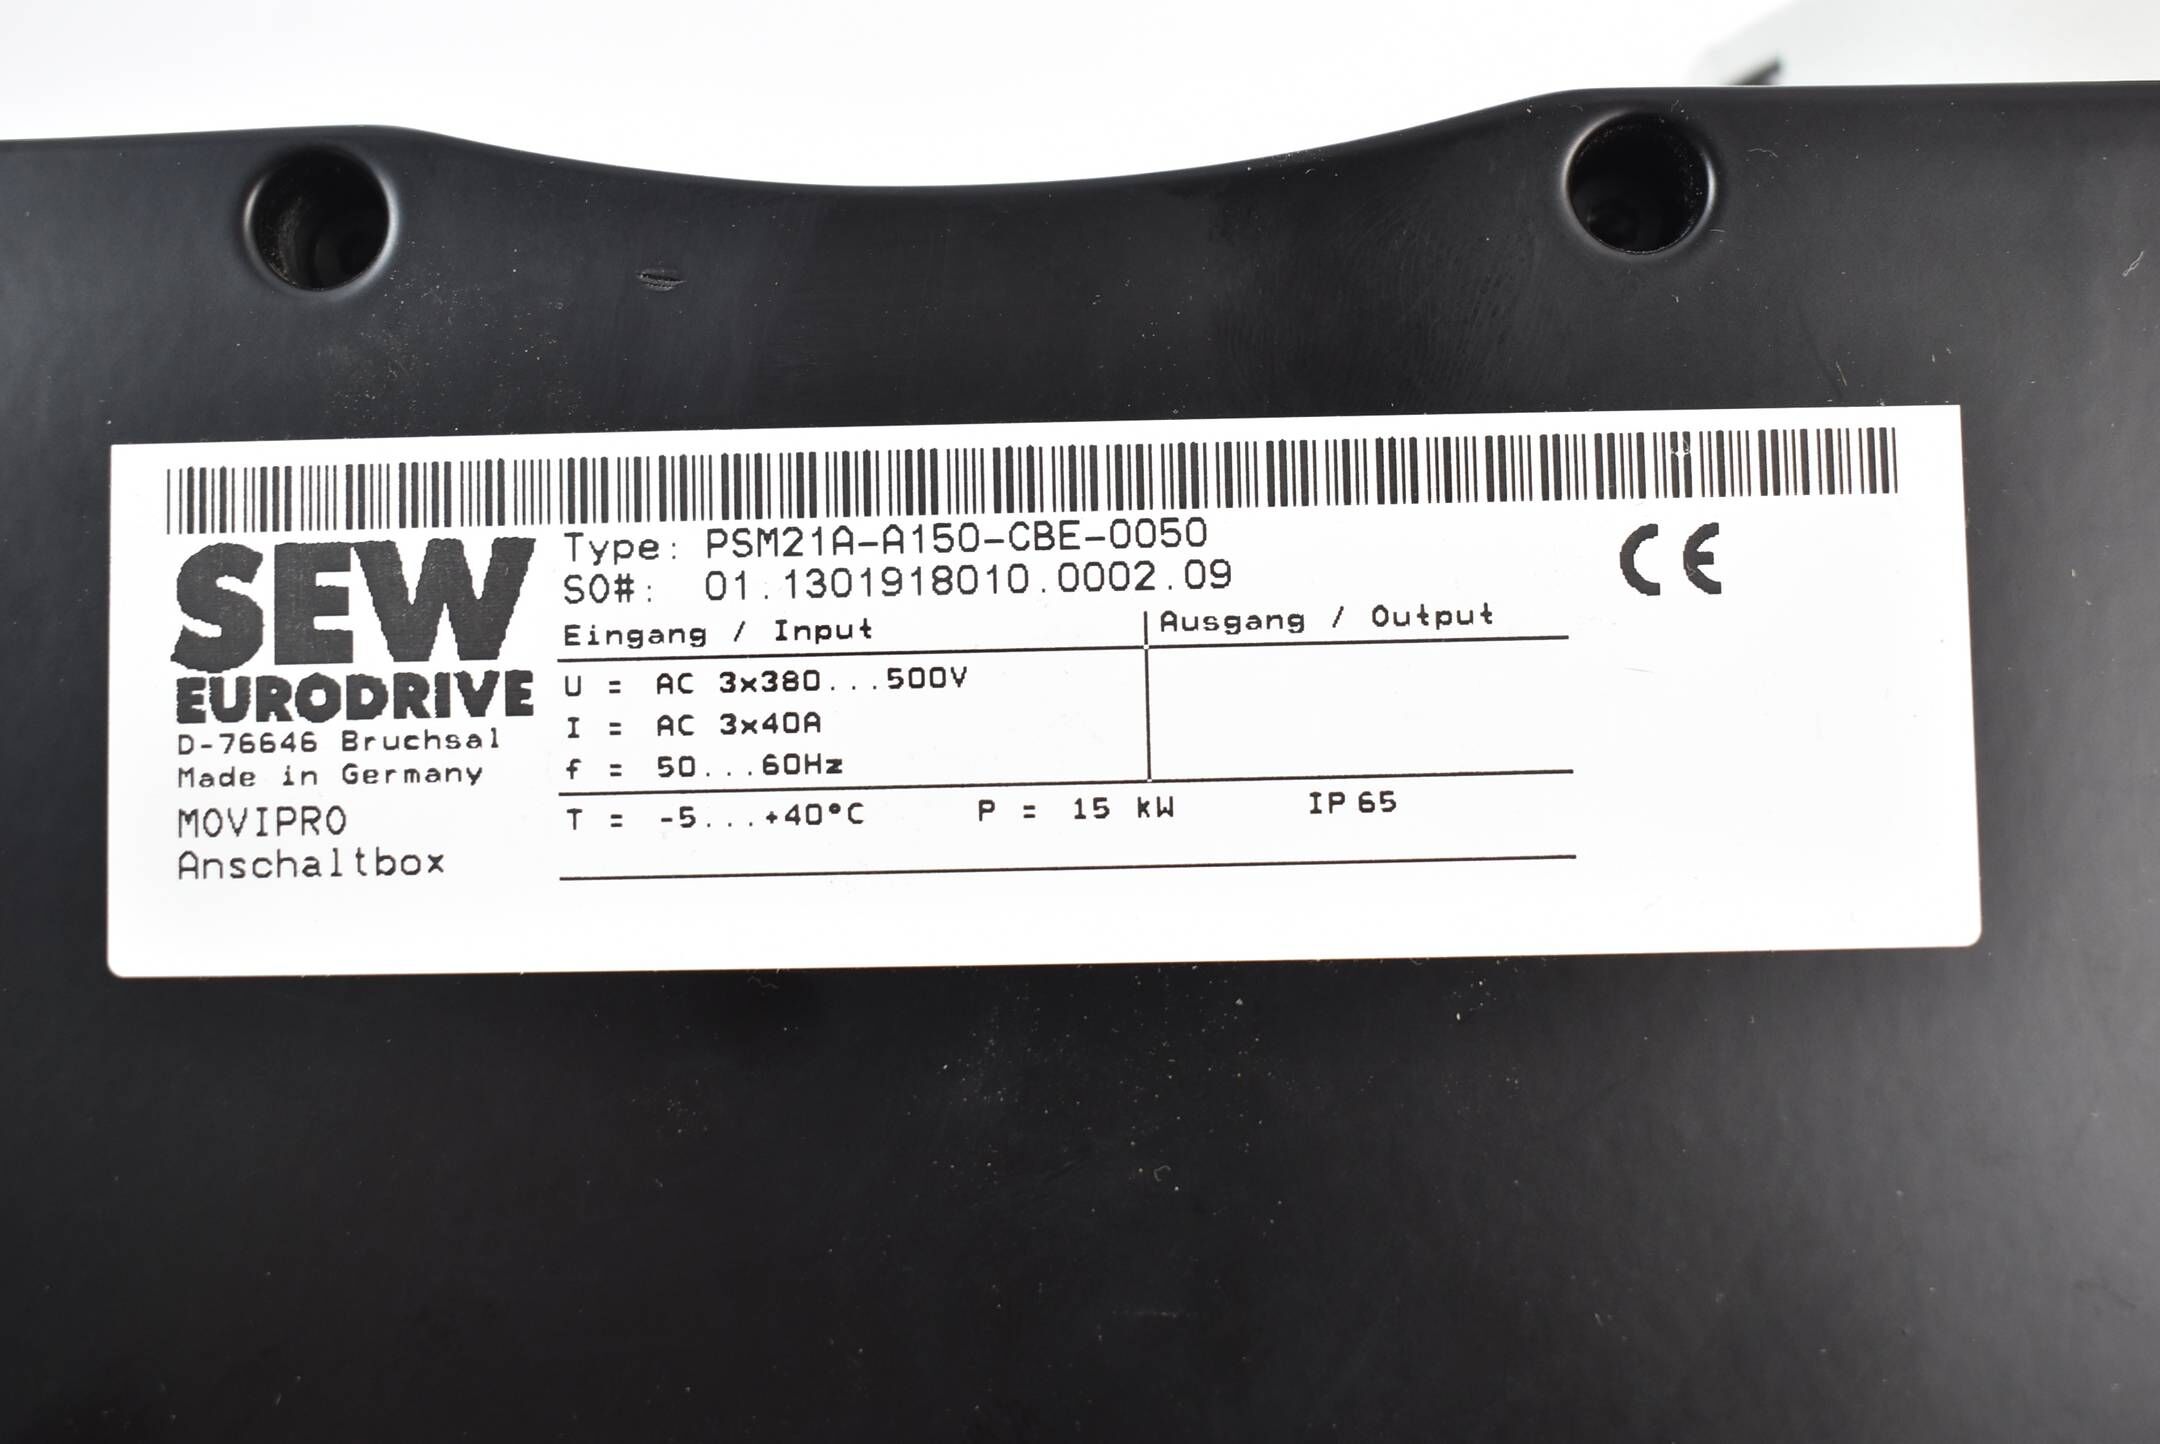 SEW
EURODRIVE
D-76646 Bruchsal
Made in Germany
MOVIPRO
Anschaltbox
Type: PSM21A-A150-CBE-0050
SO#: 01.1301918010.0002.09
Eingang / Input
Ausgang / Output
U = AC 3x380...500V
I = AC 3x40A
f = 50...60Hz
T = -5...+40°C P = 15 kW IP 65
CE